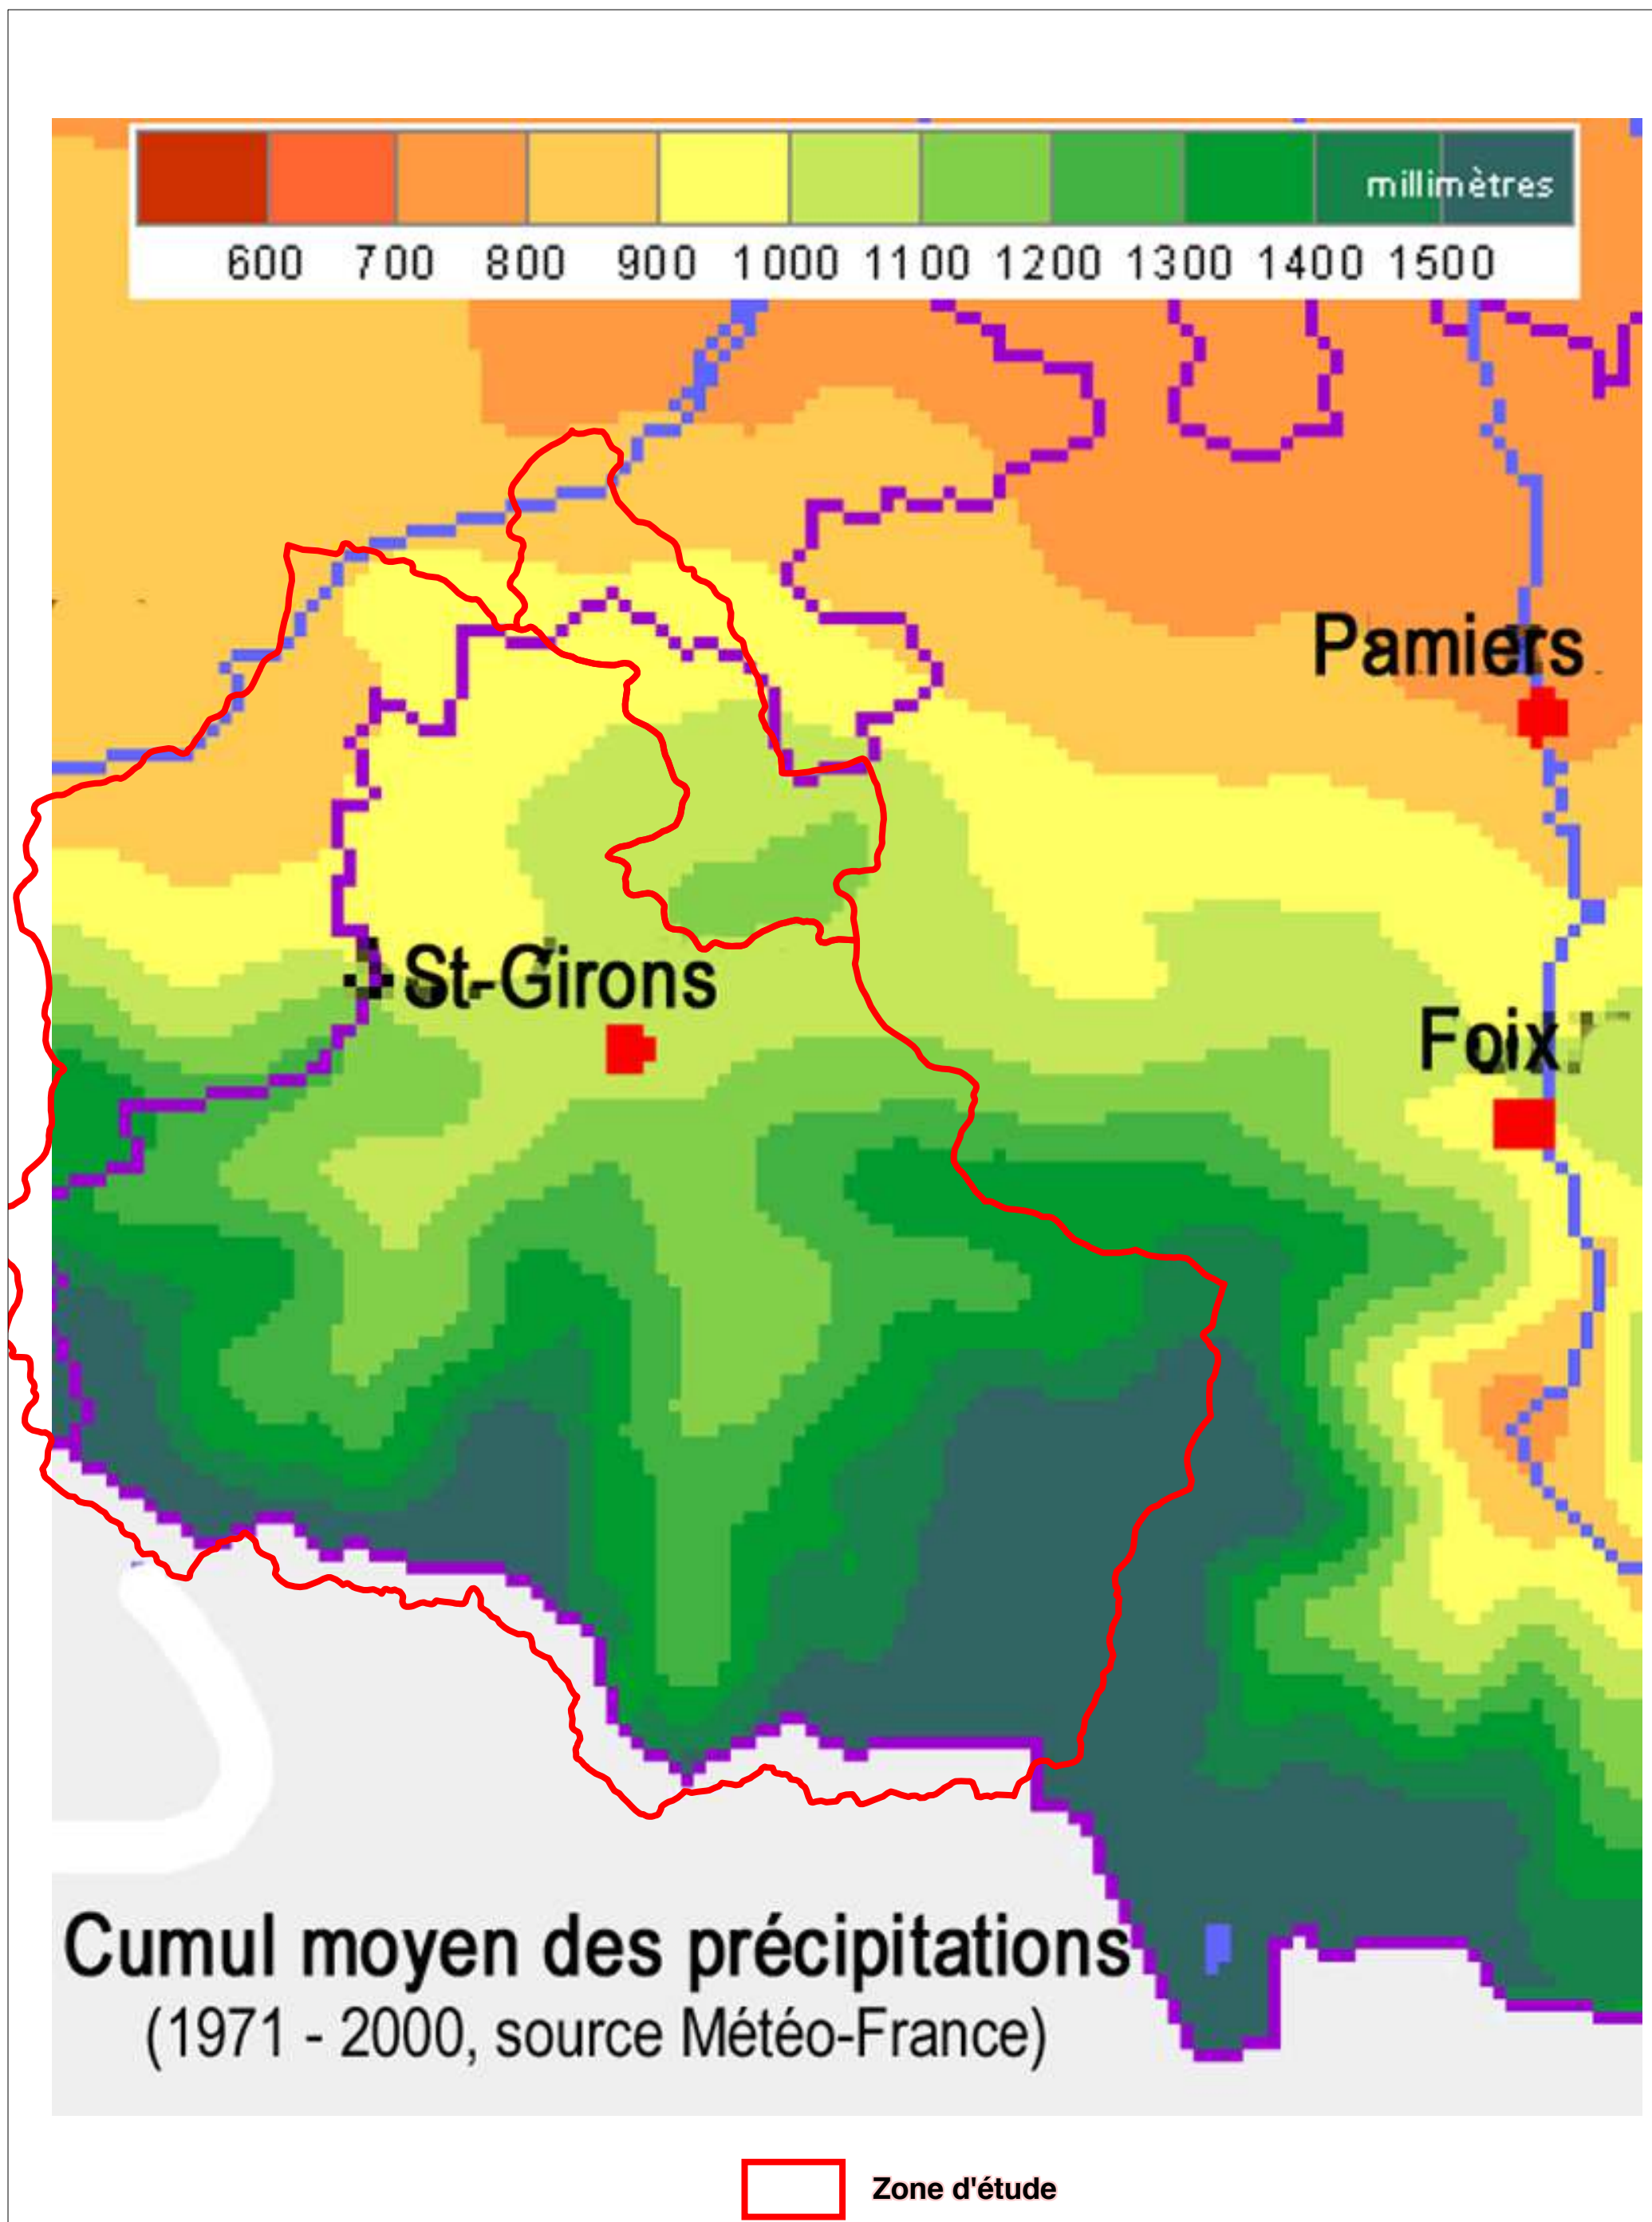 millimètres
600 700 800 900 1000 1100 1200 1300 1400 1500
Pamiers
St-Girons
Foix
Cumul moyen des précipitations
(1971 - 2000, source Météo-France)
Zone d'étude